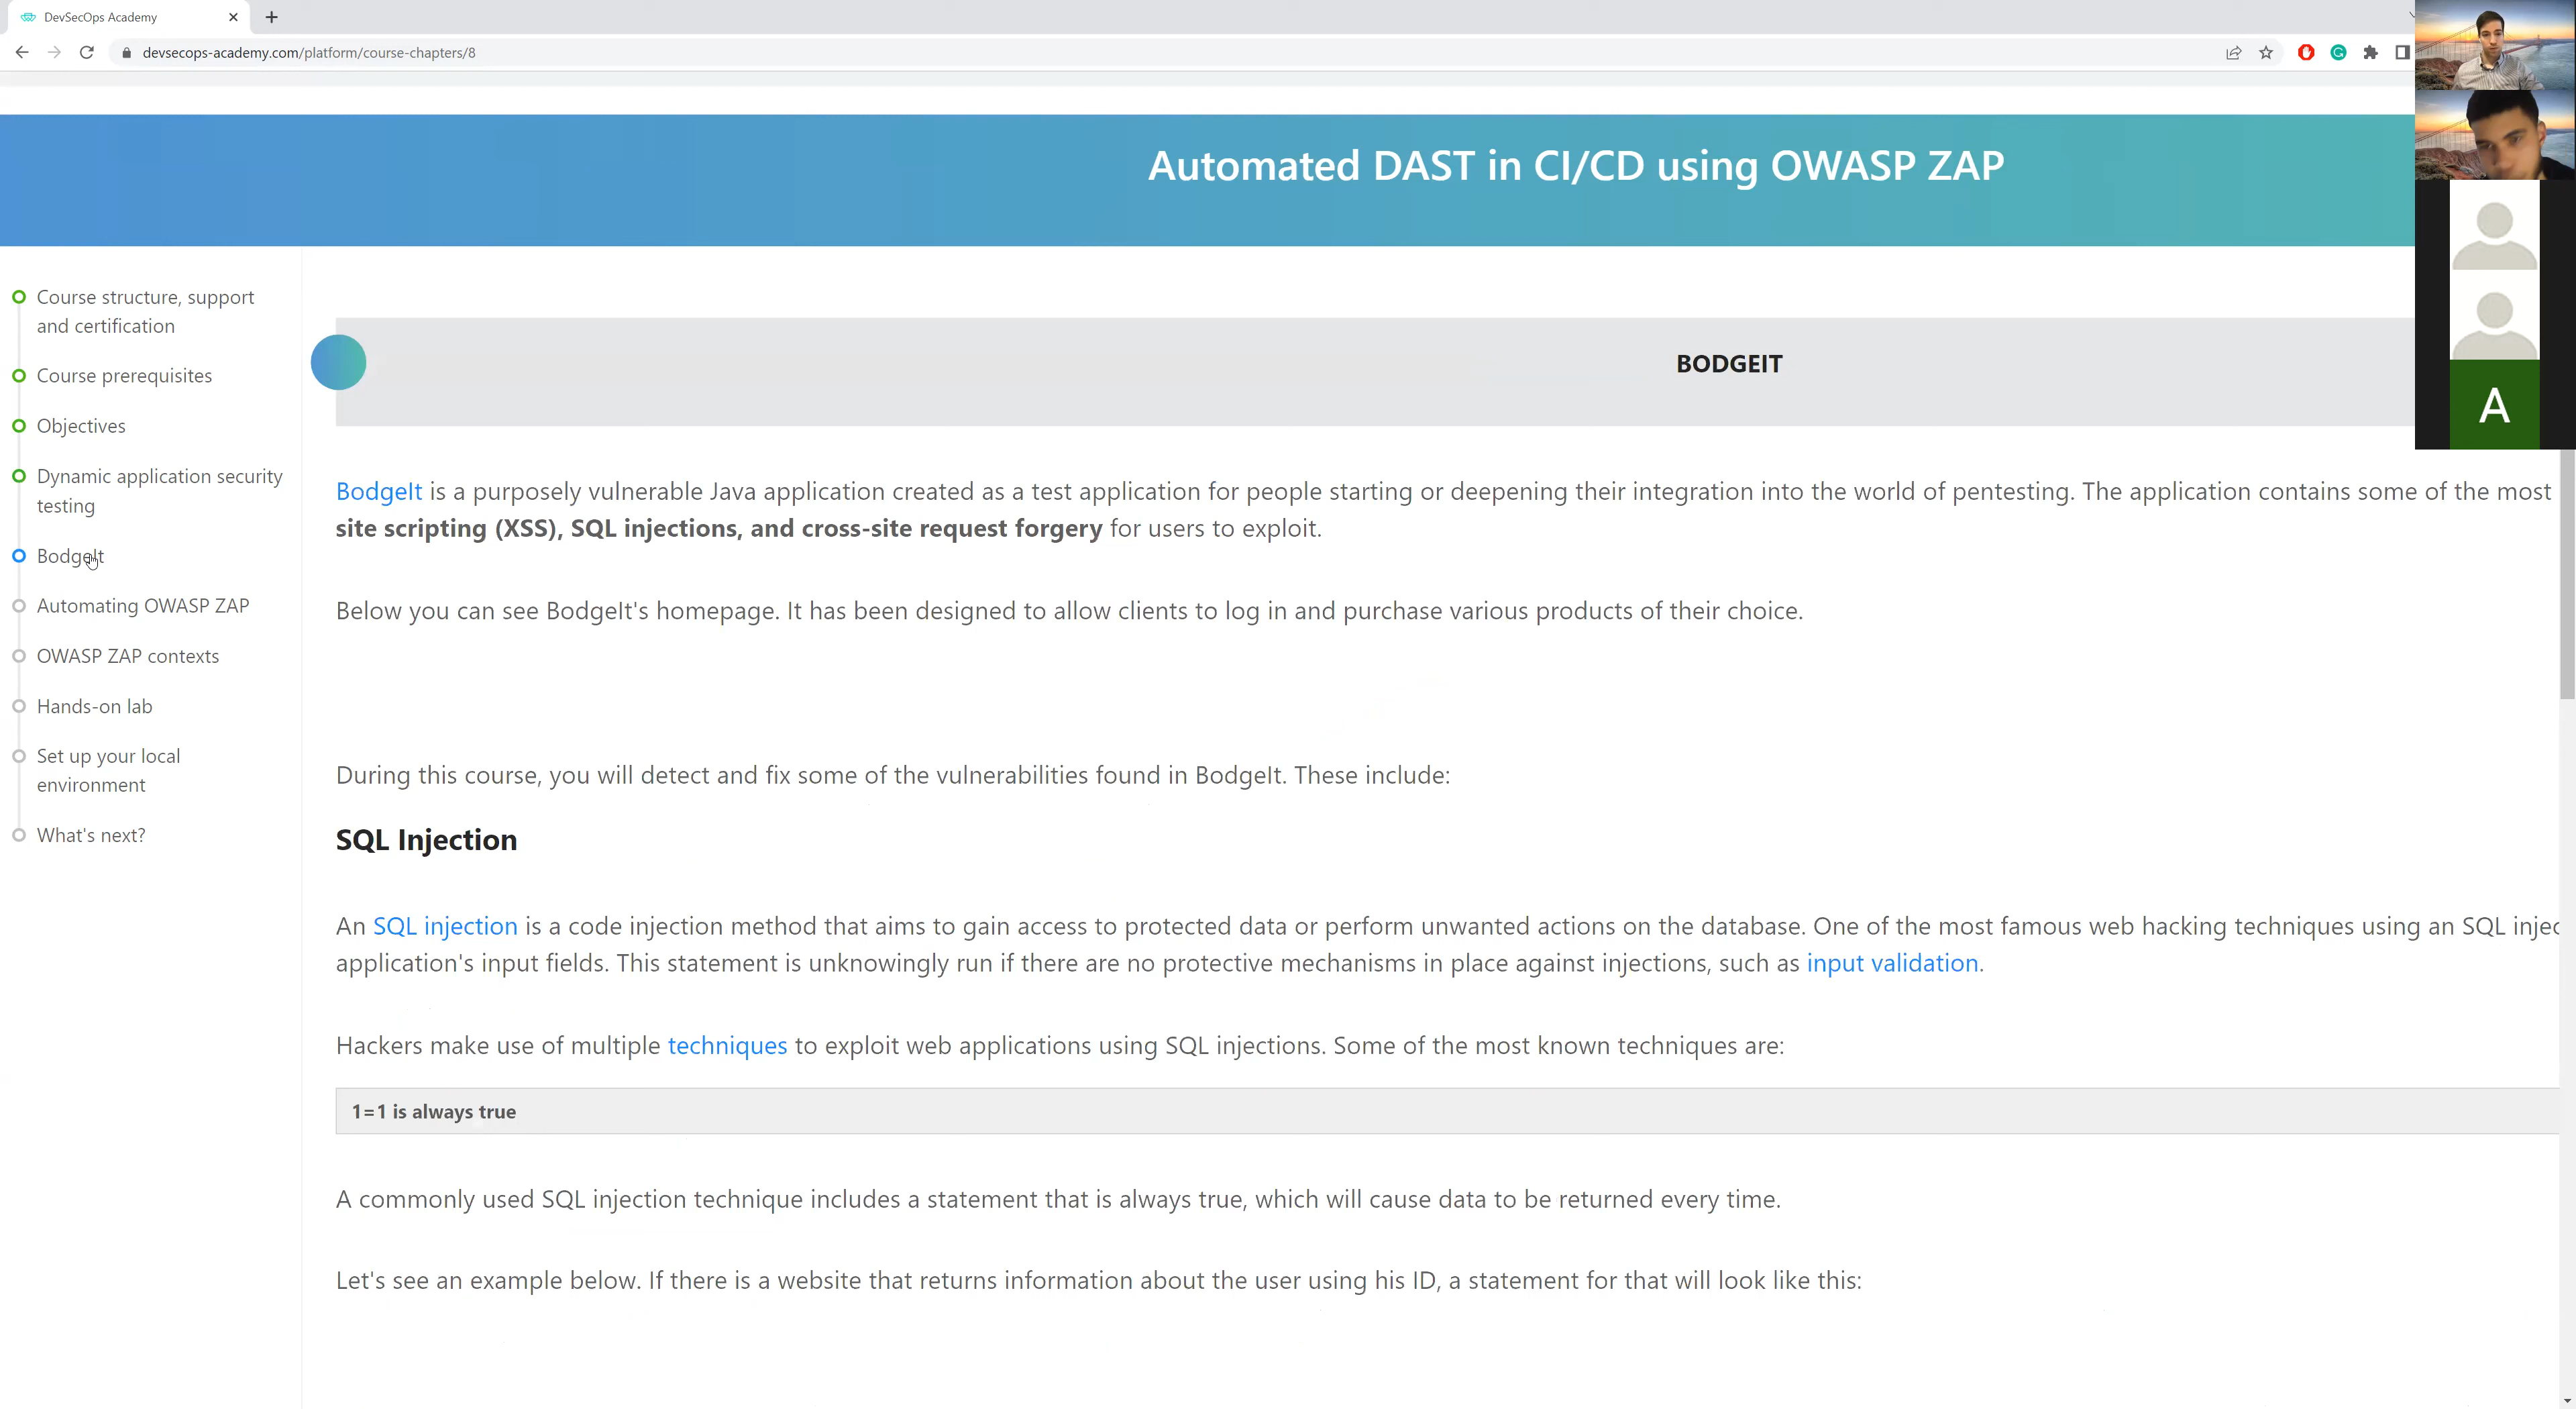 DevSecOps Academy
devsecops-academy.com/platform/course-chapters/8
Automated DAST in CI/CD using OWASP ZAP
Course structure, support
and certification
Course prerequisites
Objectives
Dynamic application security
testing
BodgeIt
Automating OWASP ZAP
OWASP ZAP contexts
Hands-on lab
Set up your local
environment
What's next?
BODGEIT
BodgeIt is a purposely vulnerable Java application created as a test application for people starting or deepening their integration into the world of pentesting. The application contains some of the most
site scripting (XSS), SQL injections, and cross-site request forgery for users to exploit.
Below you can see BodgeIt's homepage. It has been designed to allow clients to log in and purchase various products of their choice.
During this course, you will detect and fix some of the vulnerabilities found in BodgeIt. These include:
SQL Injection
An SQL injection is a code injection method that aims to gain access to protected data or perform unwanted actions on the database. One of the most famous web hacking techniques using an SQL injec
application's input fields. This statement is unknowingly run if there are no protective mechanisms in place against injections, such as input validation.
Hackers make use of multiple techniques to exploit web applications using SQL injections. Some of the most known techniques are:
1=1 is always true
A commonly used SQL injection technique includes a statement that is always true, which will cause data to be returned every time.
Let's see an example below. If there is a website that returns information about the user using his ID, a statement for that will look like this:
A